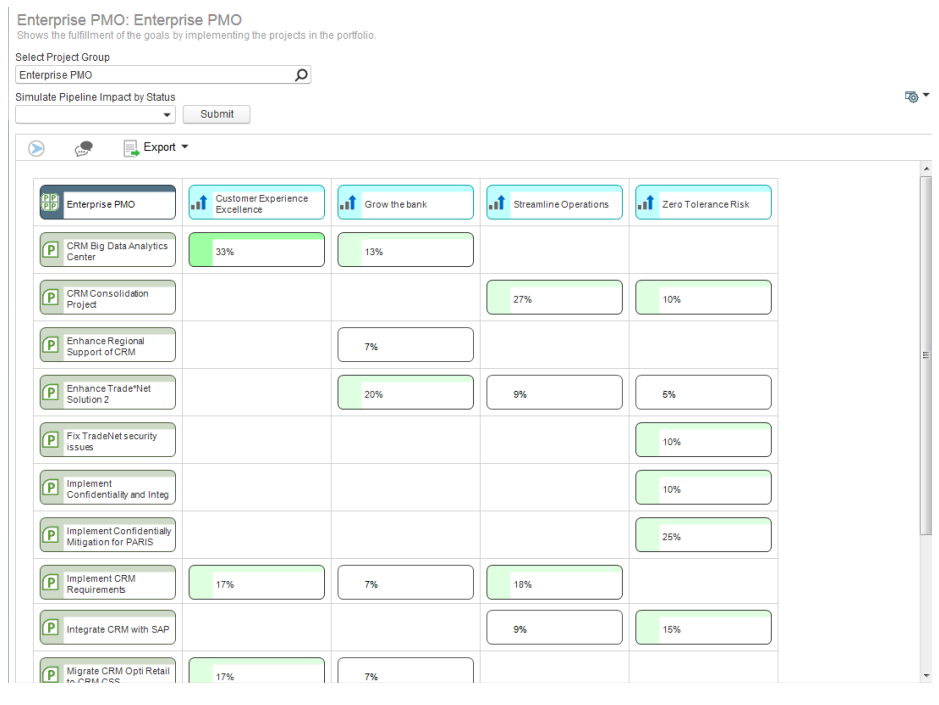 Enterprise PMO: Enterprise PMO
Shows the fulfillment of the goals by implementing the projects in the portfolio.
Select Project Group
Enterprise PMO
Simulate Pipeline Impact by Status
Submit
Export
Enterprise PMO
Customer Experience
Excellence
Grow the bank
Streamline Operations
Zero Tolerance Risk
CRM Big Data Analytics
Center
33%
13%
CRM Consolidation
Project
27%
10%
Enhance Regional
Support of CRM
7%
Enhance Trade*Net
Solution 2
20%
9%
5%
Fix TradeNet security
issues
10%
Implement
Confidentiality and Integ
10%
Implement Confidentially
Mitigation for PARIS
25%
Implement CRM
Requirements
17%
7%
18%
Integrate CRM with SAP
9%
15%
Migrate CRM Opti Retail
to CRM CSS
17%
7%